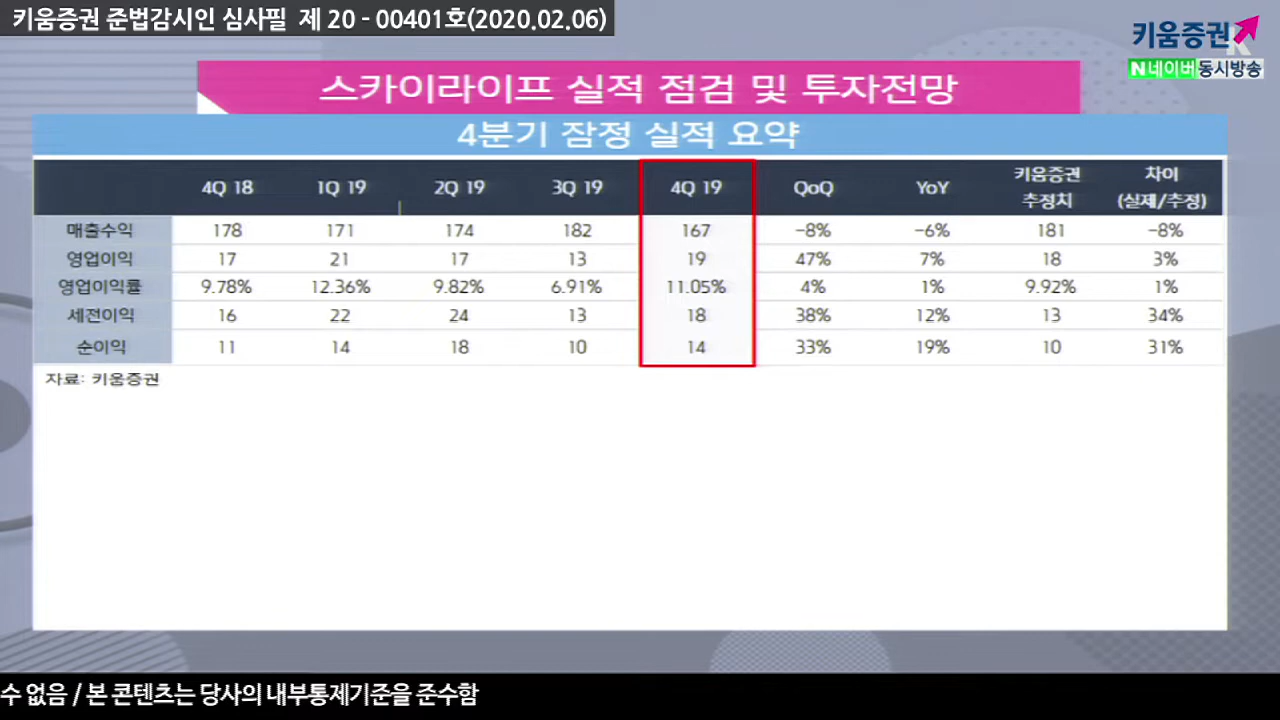 키움증권 준법감시인 심사필 제 20 - 00401호(2020.02.06)
키움증권
K
N 네이버 동시방송
스카이라이프 실적 점검 및 투자전망
4분기 잠정 실적 요약
4Q 18 1Q 19 2Q 19 3Q 19 4Q 19 QoQ YoY 키움증권 추정치 차이 (실제/추정)
매출수익 178 171 174 182 167 -8% -6% 181 -8%
영업이익 17 21 17 13 19 47% 7% 18 3%
영업이익률 9.78% 12.36% 9.82% 6.91% 11.05% 4% 1% 9.92% 1%
세전이익 16 22 24 13 18 38% 12% 13 34%
순이익 11 14 18 10 14 33% 19% 10 31%
자료: 키움증권
수 없음 / 본 콘텐츠는 당사의 내부통제기준을 준수함